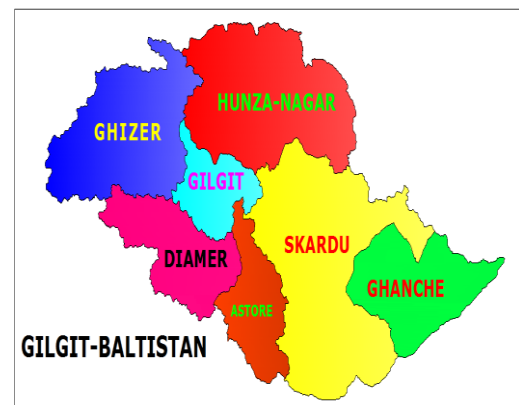 HUNZA-NAGAR
GHIZER
GILGIT
SKARDU
DIAMER
GHANCHE
ASTORE
GILGIT-BALTISTAN